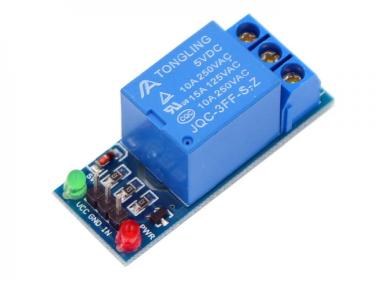 TONGLING
5VDC
10A 250VAC
15A 125VAC
10A 250VAC
JQC-3FF-S-Z
VCC GND IN
PWR